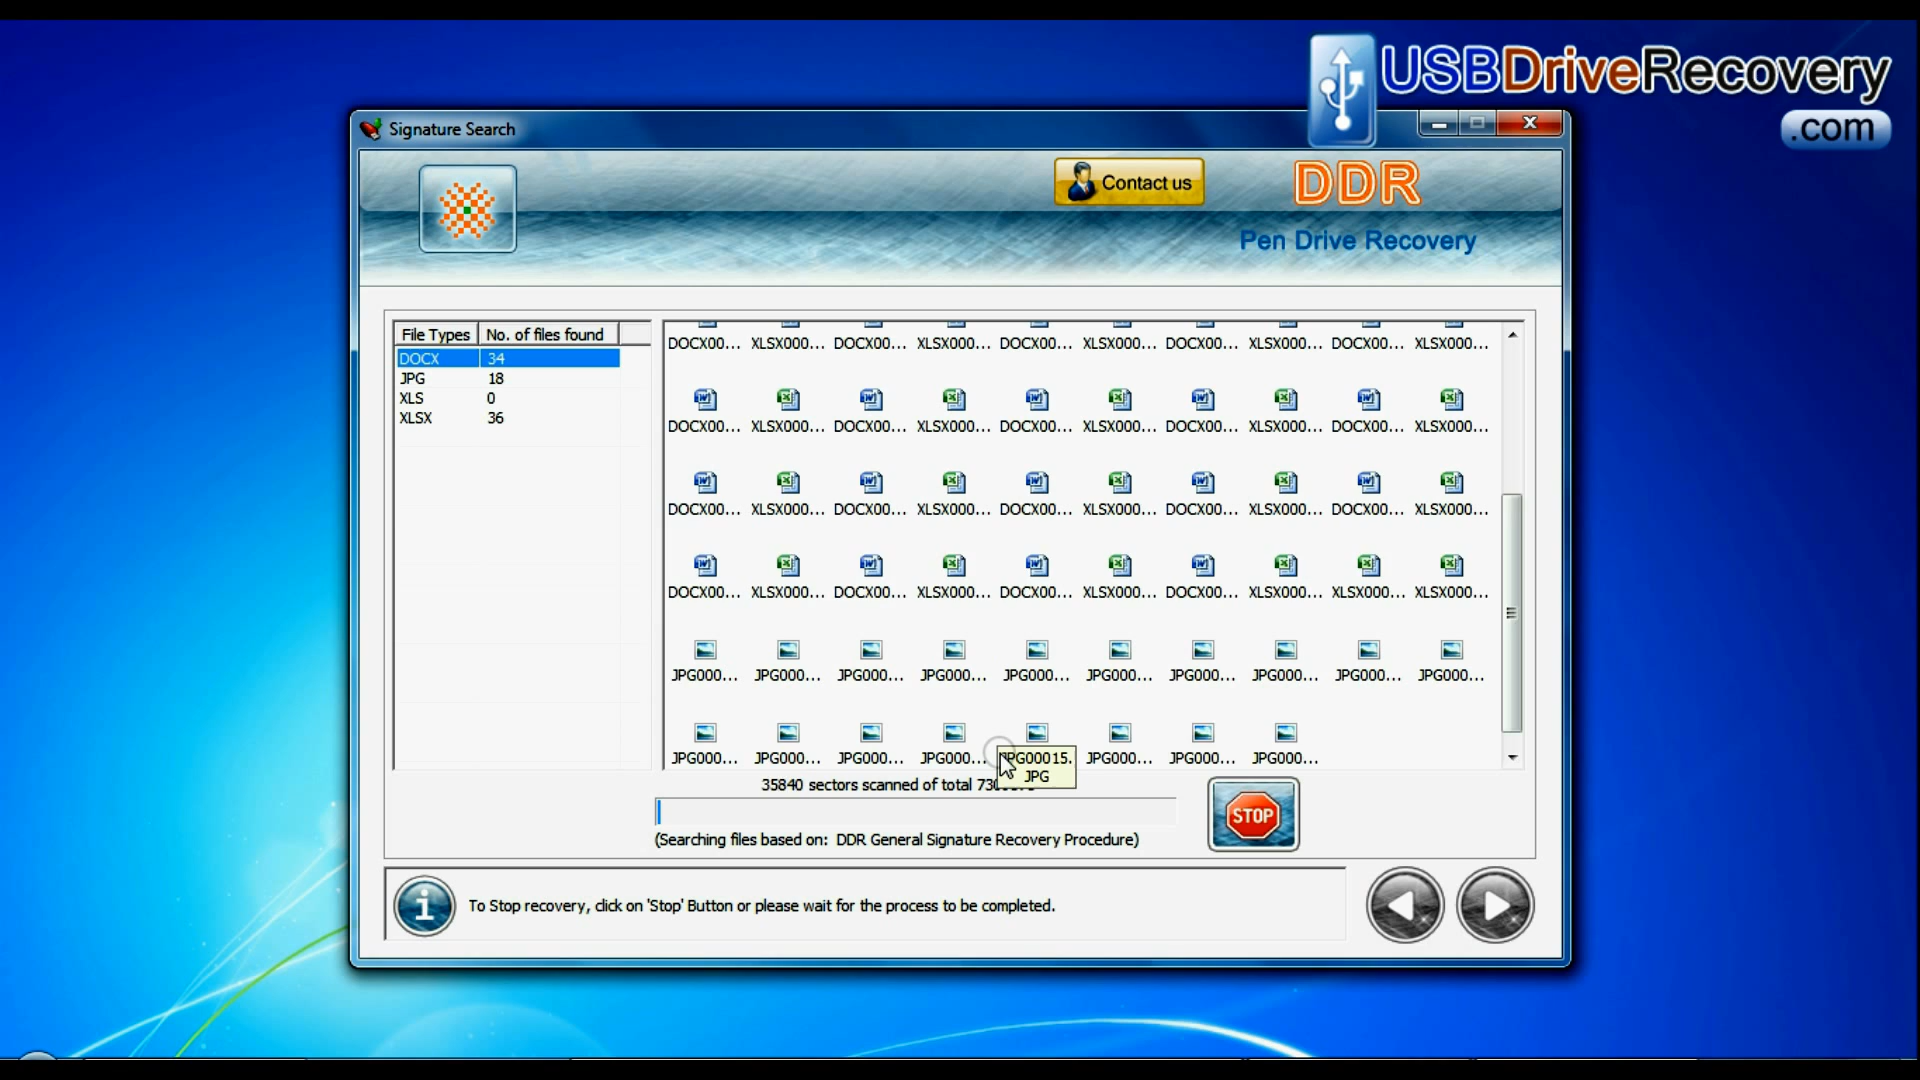 USBDriveRecovery
.com
Signature Search
Contact us
DDR
Pen Drive Recovery
File Types No. of files found
DOCX 34
JPG 18
XLS 0
XLSX 36
DOCX00... XLSX000... DOCX00... XLSX000... DOCX00... XLSX000... DOCX00... XLSX000... DOCX00... XLSX000...
DOCX00... XLSX000... DOCX00... XLSX000... DOCX00... XLSX000... DOCX00... XLSX000... DOCX00... XLSX000...
DOCX00... XLSX000... DOCX00... XLSX000... DOCX00... XLSX000... DOCX00... XLSX000... DOCX00... XLSX000...
DOCX00... XLSX000... DOCX00... XLSX000... DOCX00... XLSX000... DOCX00... XLSX000... XLSX000... XLSX000...
JPG000... JPG000... JPG000... JPG000... JPG000... JPG000... JPG000... JPG000... JPG000... JPG000...
JPG000... JPG000... JPG000... JPG000... JPG00015. JPG000... JPG000... JPG000...
JPG
35840 sectors scanned of total
STOP
(Searching files based on: DDR General Signature Recovery Procedure)
To Stop recovery, click on 'Stop' Button or please wait for the process to be completed.